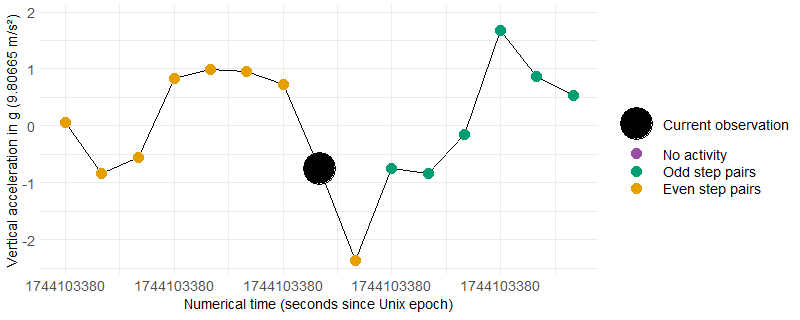 Vertical acceleration in g (9.80665 m/s²)
2
1
0
-1
-2
1744103380 1744103380 1744103380 1744103380 1744103380
Numerical time (seconds since Unix epoch)
Current observation
No activity
Odd step pairs
Even step pairs